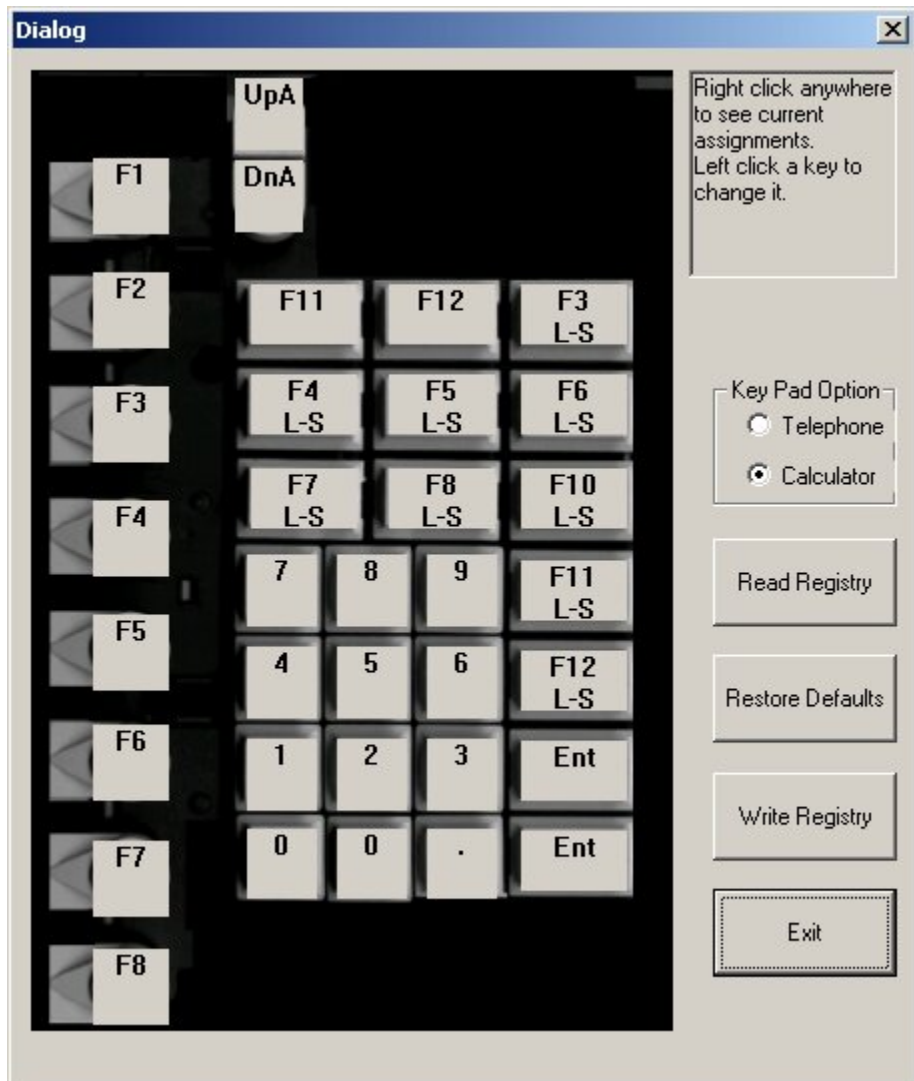 Dialog
UpA
DnA
F1
F2
F3
F4
F5
F6
F7
F8
F11 F12 F3
L-S
F4 F5 F6
L-S L-S L-S
F7 F8 F10
L-S L-S L-S
7 8 9 F11
L-S
4 5 6 F12
L-S
1 2 3 Ent
0 0 . Ent
Right click anywhere
to see current
assignments.
Left click a key to
change it.
Key Pad Option
Telephone
Calculator
Read Registry
Restore Defaults
Write Registry
Exit